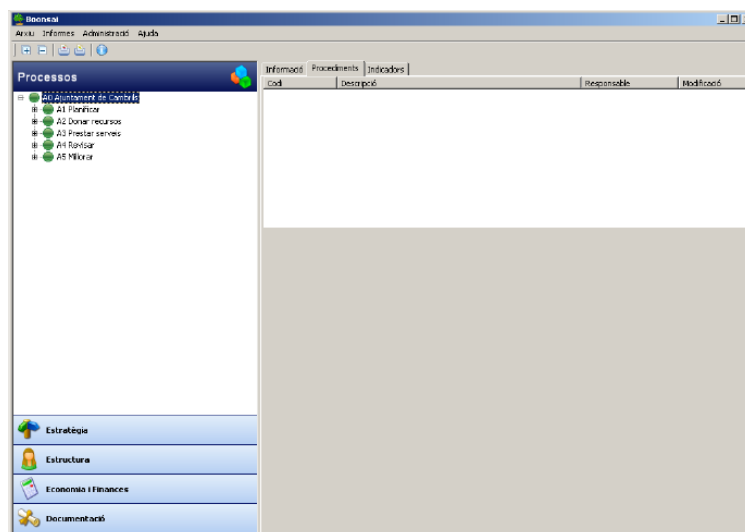 Boonsai
Arxiu Informes Administració Ajuda
Processos
A0 Ajuntament de Cambrils
A1 Planificar
A2 Donar recursos
A3 Prestar serveis
A4 Revisar
A5 Millorar
Estratègia
Estructura
Economia i Finances
Documentació
Informació Procediments Indicadors
Codi Descripció Responsable Modificació